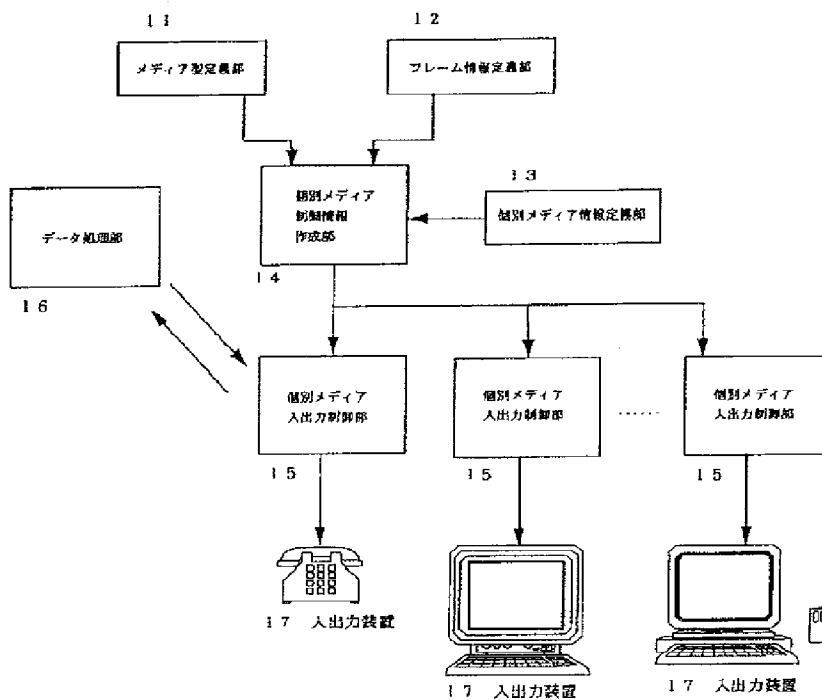 １１
メディア型定義部
１２
フレーム情報定義部
個別メディア
制御情報
作成部
１４
１３
個別メディア情報定義部
データ処理部
１６
個別メディア
入出力制御部
１５
個別メディア
入出力制御部
１５
……
個別メディア
入出力制御部
１５
１７ 入出力装置
１７ 入出力装置
１７ 入出力装置